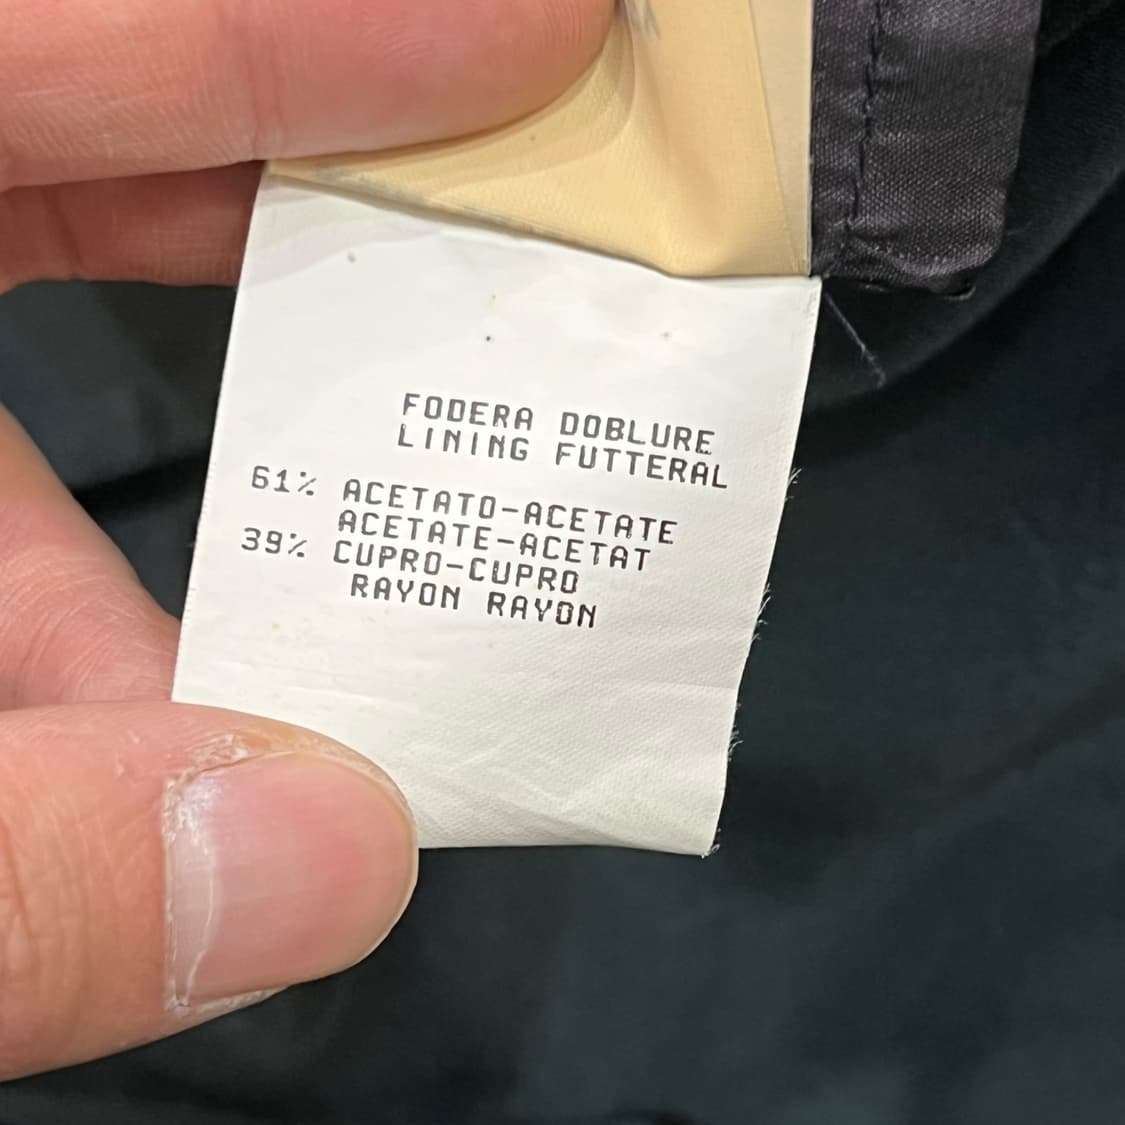 FODERA DOBLURE
LINING FUTTERAL
61% ACETATO-ACETATE
ACETATE-ACETAT
39% CUPRO-CUPRO
RAYON RAYON